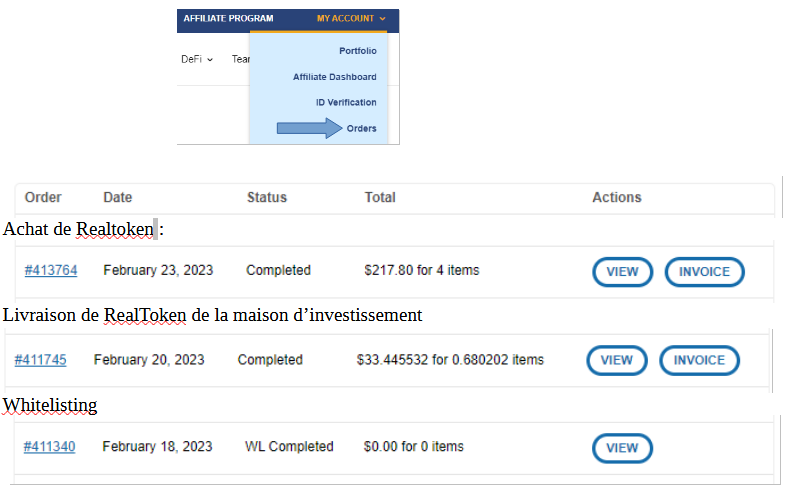 AFFILIATE PROGRAM MY ACCOUNT
DeFi Tear
Portfolio
Affiliate Dashboard
ID Verification
Orders
Order Date Status Total Actions
Achat de Realtoken :
#413764 February 23, 2023 Completed $217.80 for 4 items VIEW INVOICE
Livraison de RealToken de la maison d’investissement
#411745 February 20, 2023 Completed $33.445532 for 0.680202 items VIEW INVOICE
Whitelisting
#411340 February 18, 2023 WL Completed $0.00 for 0 items VIEW